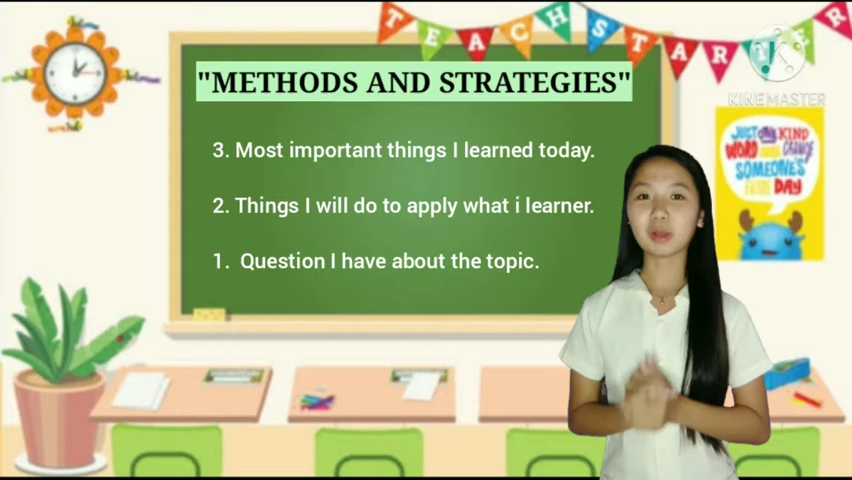 TEACH STARTER
KINEMASTER
"METHODS AND STRATEGIES"
3. Most important things I learned today.
2. Things I will do to apply what i learner.
1. Question I have about the topic.
JUST ONE KIND
WORD
CHANGE
SOMEONE'S
ENTIRE DAY